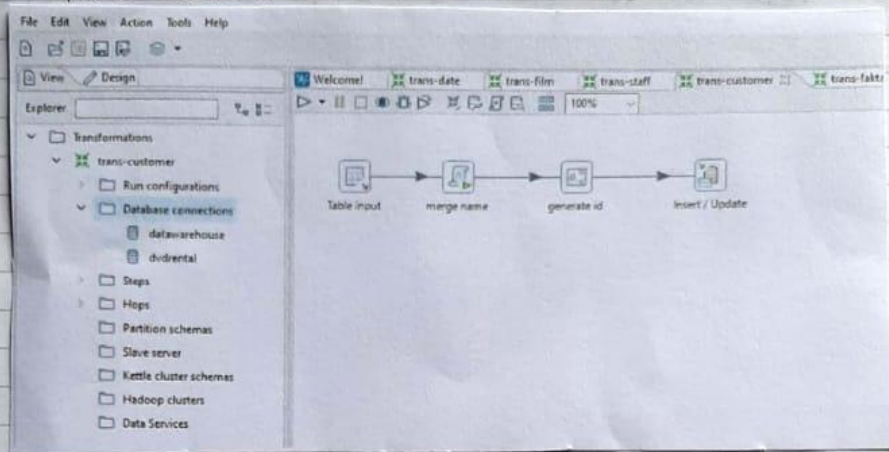 File Edit View Action Tools Help
View Design
Welcome! trans-date trans-film trans-staff trans-customer trans-fakta
Explorer
100%
Transformations
trans-customer
Run configurations
Database connections
datawarehouse
dvdrental
Steps
Hops
Partition schemas
Slave server
Kettle cluster schemas
Hadoop clusters
Data Services
Table input merge name generate id Insert / Update